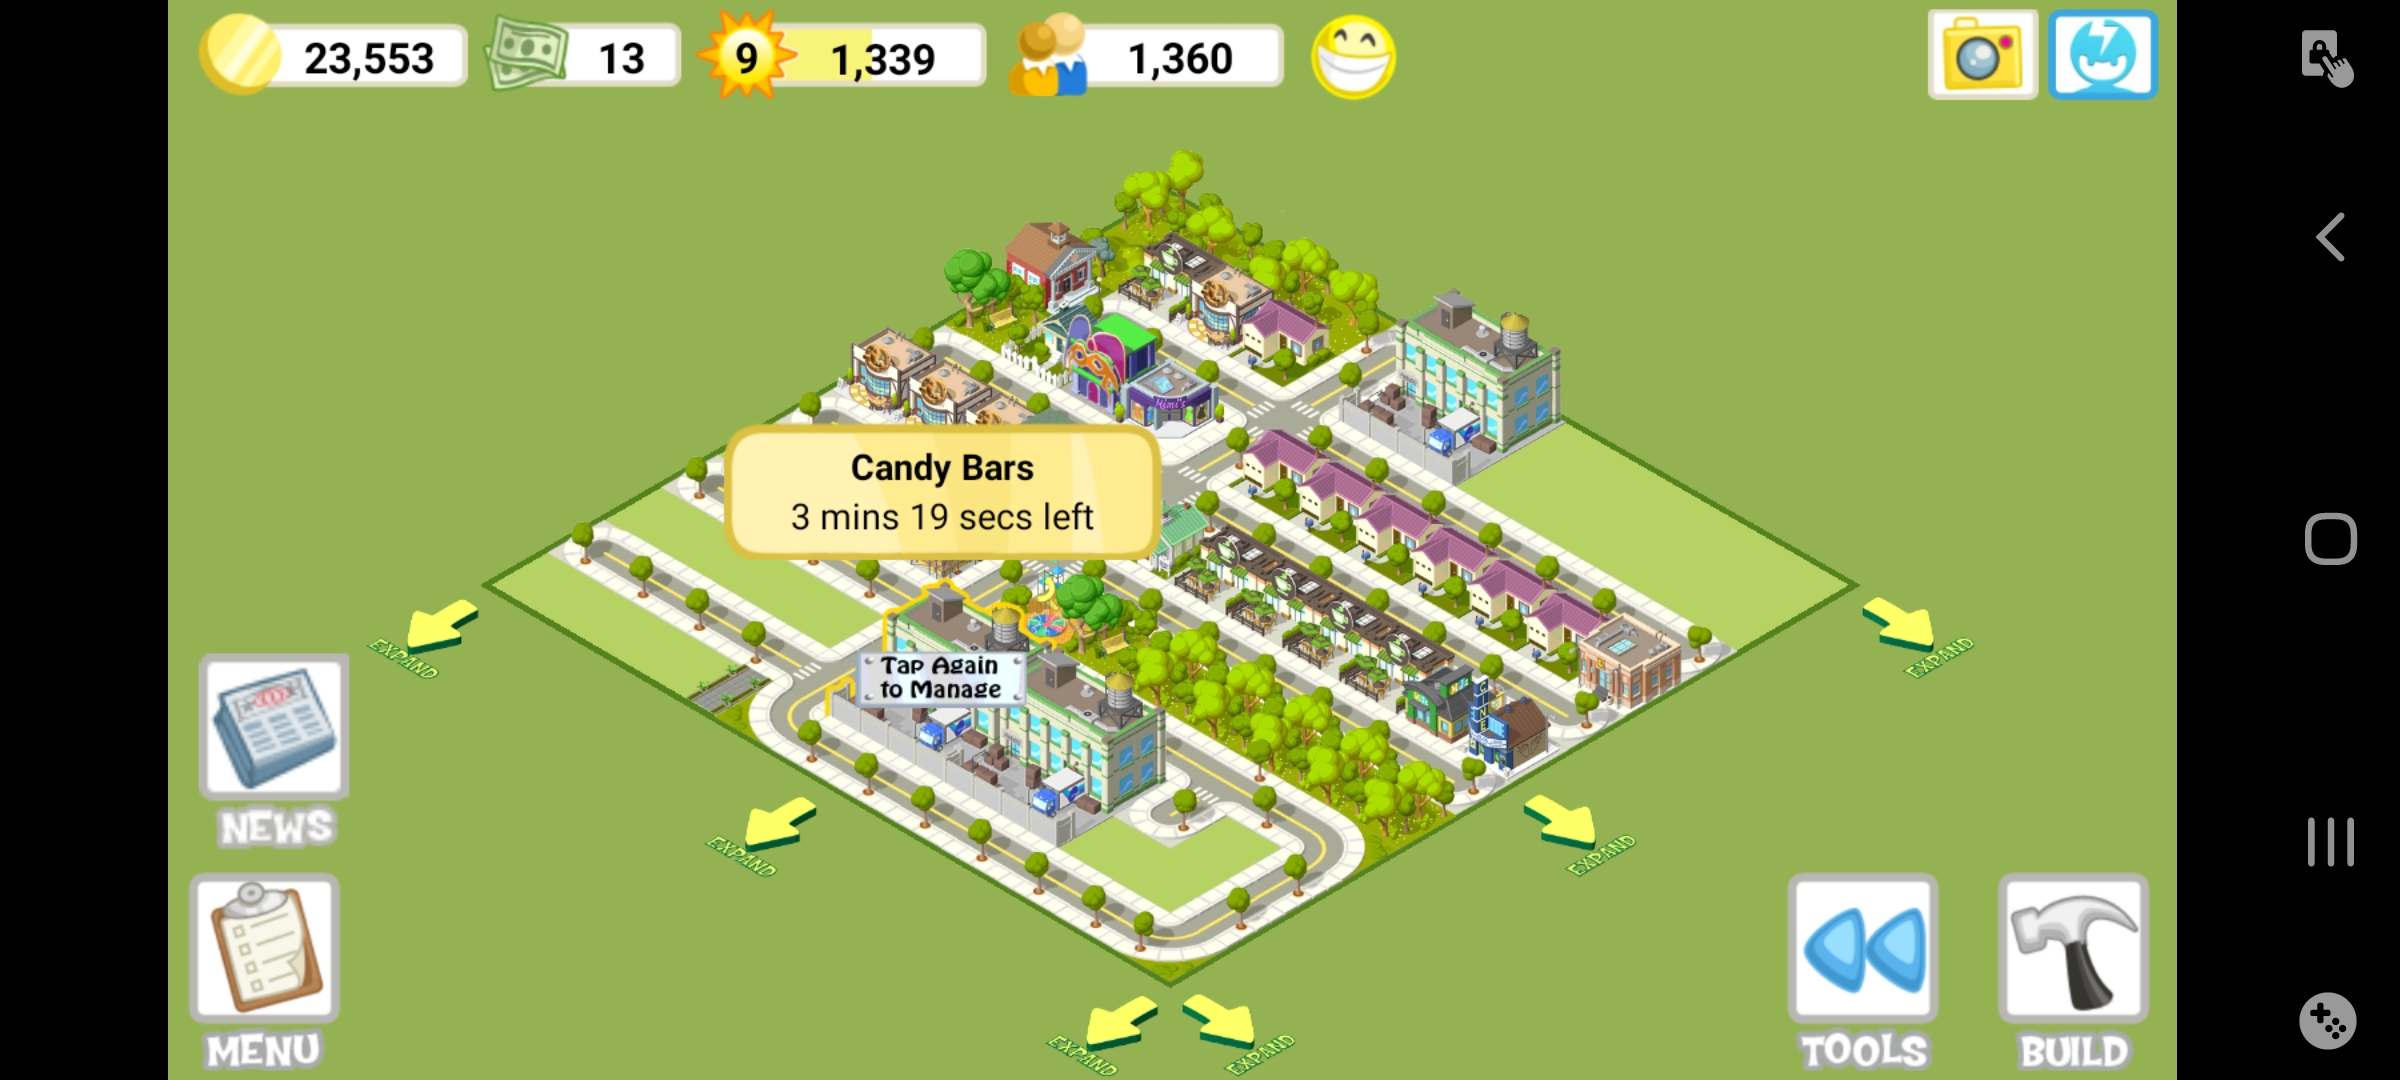 23,553
13
9
1,339
1,360
Candy Bars
3 mins 19 secs left
Mimi's
Tap Again
to Manage
EXPAND
EXPAND
EXPAND
EXPAND
EXPAND
EXPAND
NEWS
MENU
TOOLS
BUILD